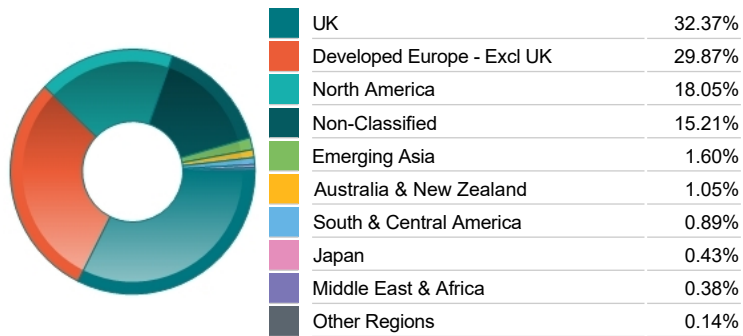 UK 32.37%
Developed Europe - Excl UK 29.87%
North America 18.05%
Non-Classified 15.21%
Emerging Asia 1.60%
Australia & New Zealand 1.05%
South & Central America 0.89%
Japan 0.43%
Middle East & Africa 0.38%
Other Regions 0.14%